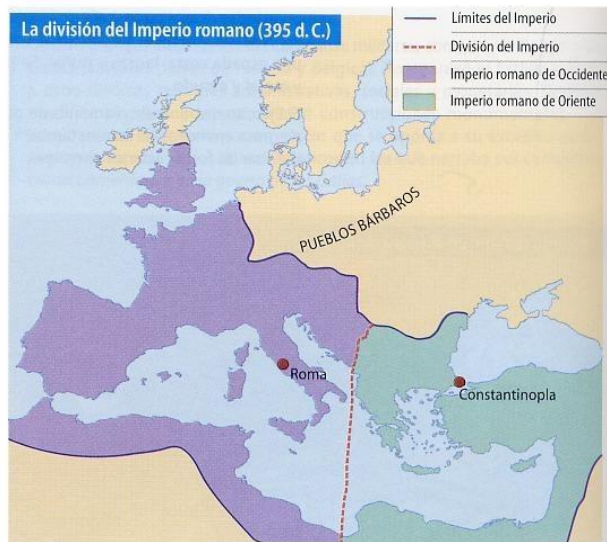 La división del Imperio romano (395 d. C.)
Límites del Imperio
División del Imperio
Imperio romano de Occidente
Imperio romano de Oriente
PUEBLOS BÁRBAROS
Roma
Constantinopla